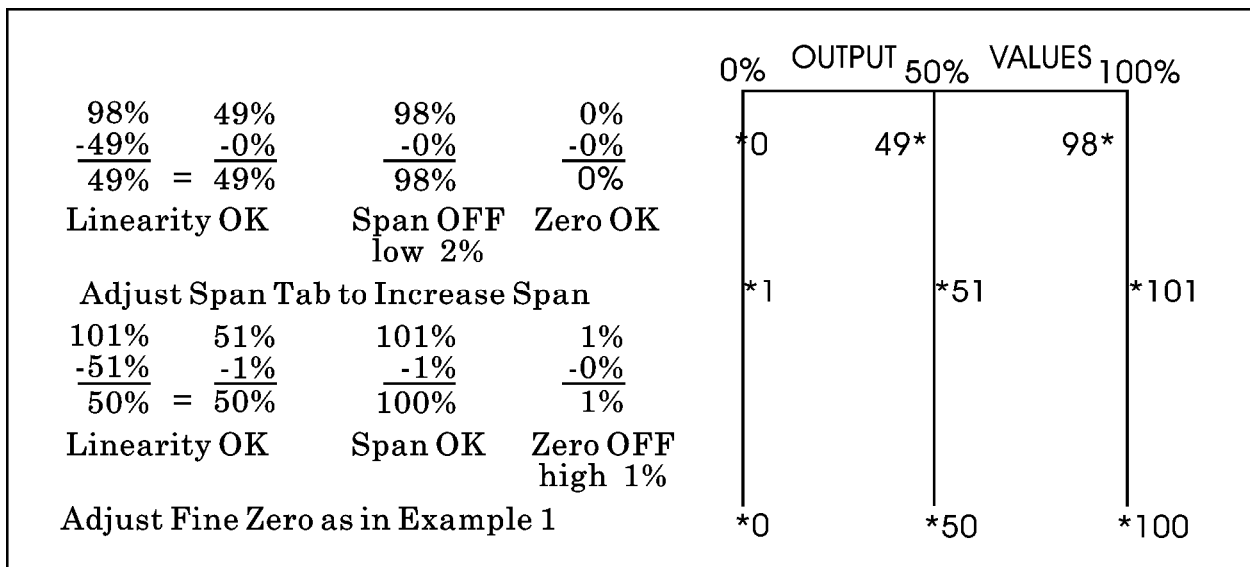 0% OUTPUT 50% VALUES 100%
98% 49% 98% 0%
-49% -0% -0% -0%
49% = 49% 98% 0%
*0 49* 98*
Linearity OK Span OFF Zero OK
low 2%
Adjust Span Tab to Increase Span
*1 *51 *101
101% 51% 101% 1%
-51% -1% -1% -0%
50% = 50% 100% 1%
Linearity OK Span OK Zero OFF
high 1%
Adjust Fine Zero as in Example 1
*0 *50 *100